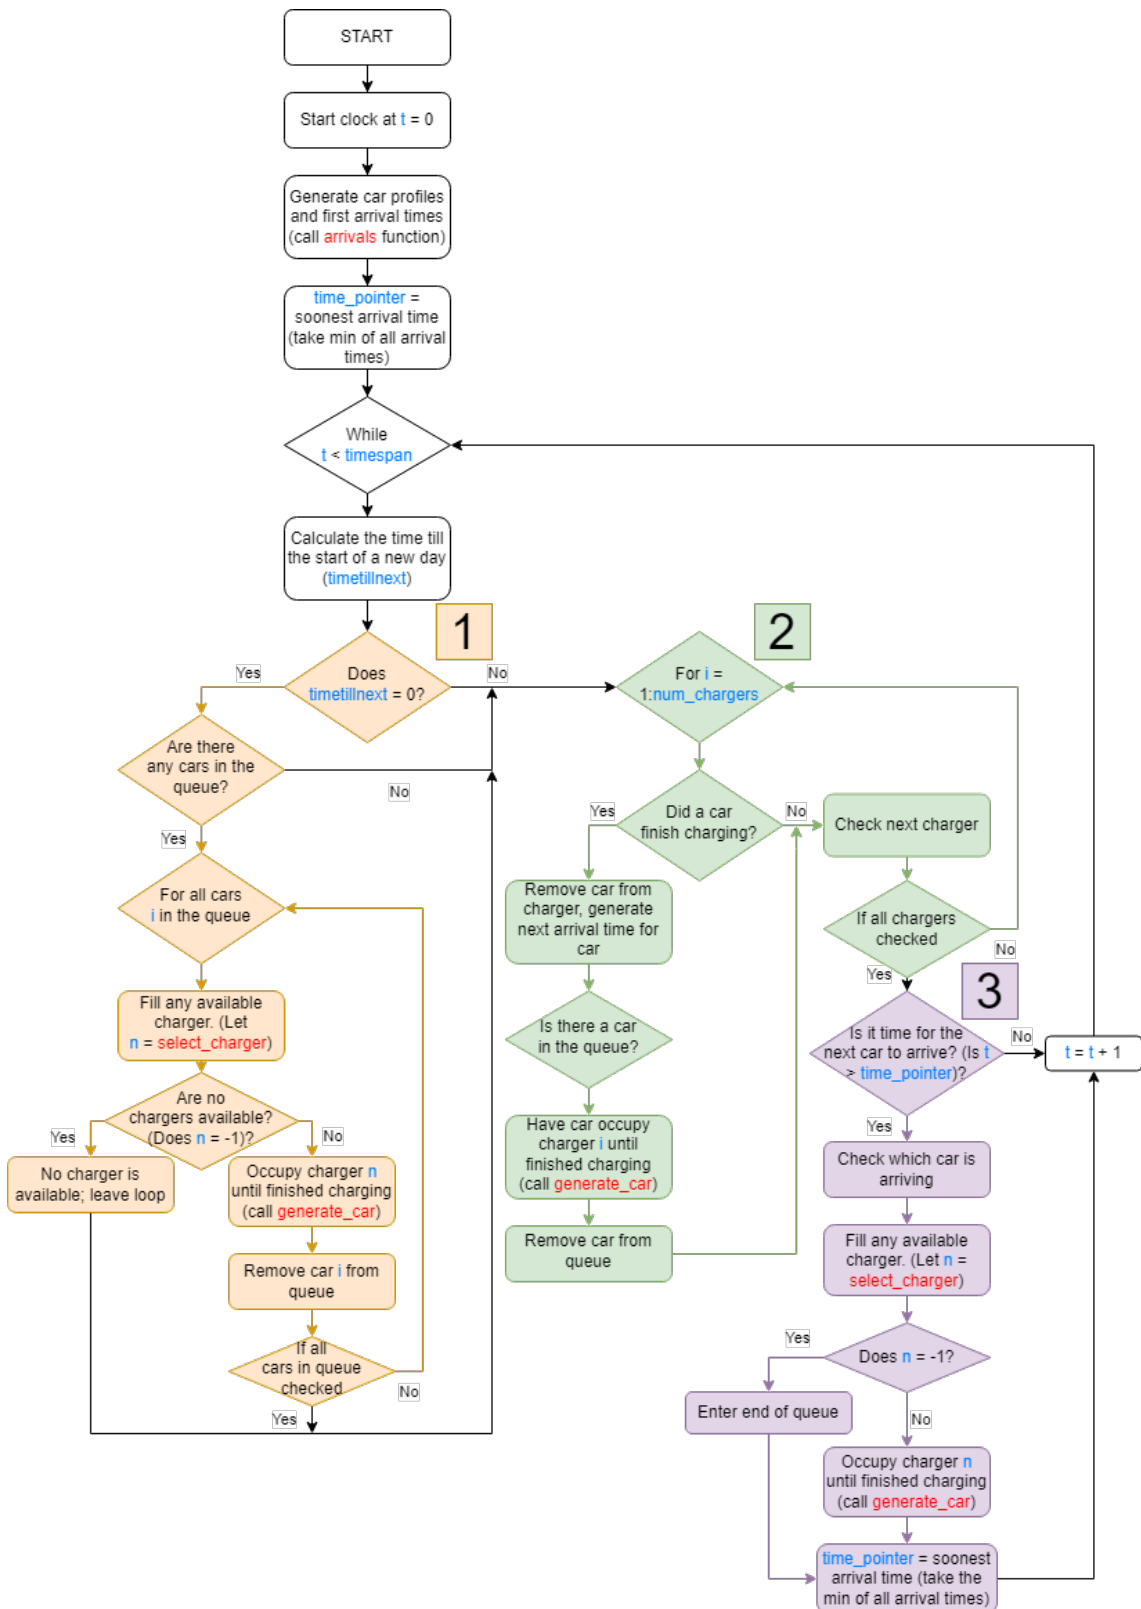 START
Start clock at t = 0
Generate car profiles
and first arrival times
(call arrivals function)
time_pointer =
soonest arrival time
(take min of all arrival
times)
While
t < timespan
Calculate the time till
the start of a new day
(timetillnext)
1
Does
timetillnext = 0?
Yes
No
Are there
any cars in the
queue?
No
Yes
For all cars
i in the queue
Fill any available
charger. (Let
n = select_charger)
Are no
chargers available?
(Does n = -1)?
Yes
No
No charger is
available; leave loop
Occupy charger n
until finished charging
(call generate_car)
Remove car i from
queue
If all
cars in queue
checked
No
Yes
2
For i =
1:num_chargers
Did a car
finish charging?
Yes
No
Check next charger
Remove car from
charger, generate
next arrival time for
car
If all chargers
checked
No
Yes
Is there a car
in the queue?
Have car occupy
charger i until
finished charging
(call generate_car)
Remove car from
queue
3
Is it time for the
next car to arrive? (Is t
> time_pointer)?
No
t = t + 1
Yes
Check which car is
arriving
Fill any available
charger. (Let n =
select_charger)
Does n = -1?
Yes
Enter end of queue
No
Occupy charger n
until finished charging
(call generate_car)
time_pointer = soonest
arrival time (take the
min of all arrival times)